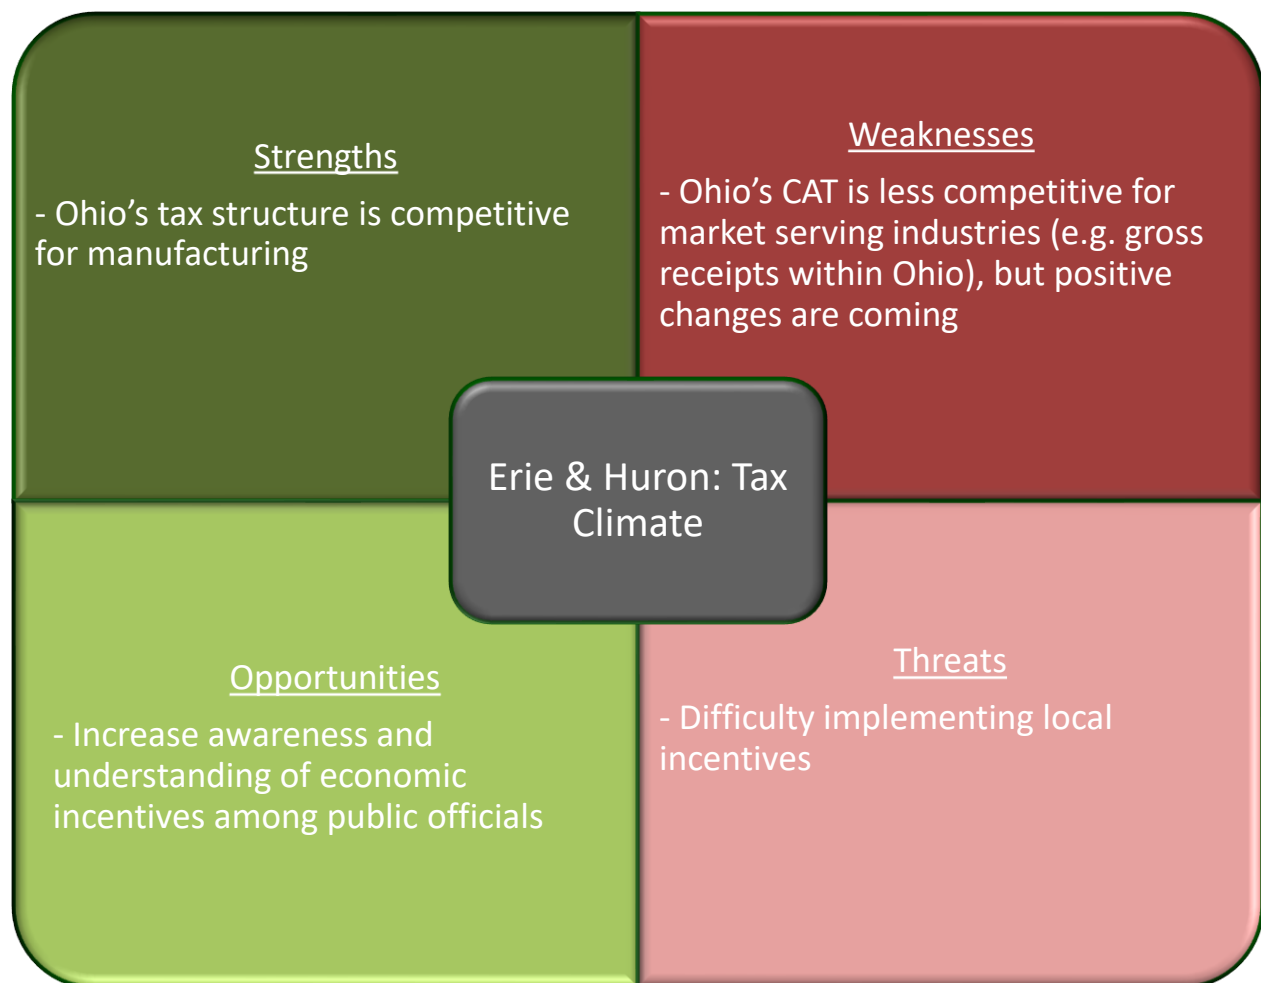 Strengths
- Ohio’s tax structure is competitive
for manufacturing
Weaknesses
- Ohio’s CAT is less competitive for
market serving industries (e.g. gross
receipts within Ohio), but positive
changes are coming
Erie & Huron: Tax
Climate
Opportunities
- Increase awareness and
understanding of economic
incentives among public officials
Threats
- Difficulty implementing local
incentives